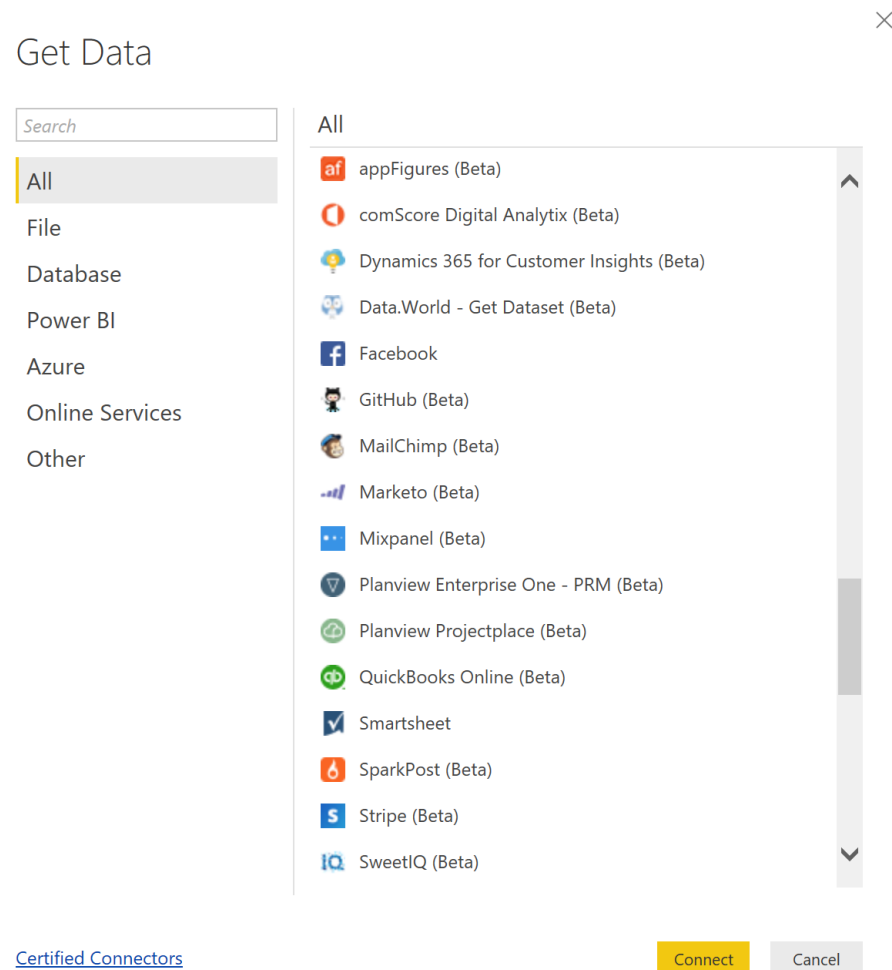 Get Data
Search
All
File
Database
Power BI
Azure
Online Services
Other
All
af appFigures (Beta)
comScore Digital Analytix (Beta)
Dynamics 365 for Customer Insights (Beta)
Data.World - Get Dataset (Beta)
f Facebook
GitHub (Beta)
MailChimp (Beta)
Marketo (Beta)
Mixpanel (Beta)
Planview Enterprise One - PRM (Beta)
Planview Projectplace (Beta)
qb QuickBooks Online (Beta)
Smartsheet
SparkPost (Beta)
S Stripe (Beta)
IQ SweetIQ (Beta)
Certified Connectors
Connect
Cancel